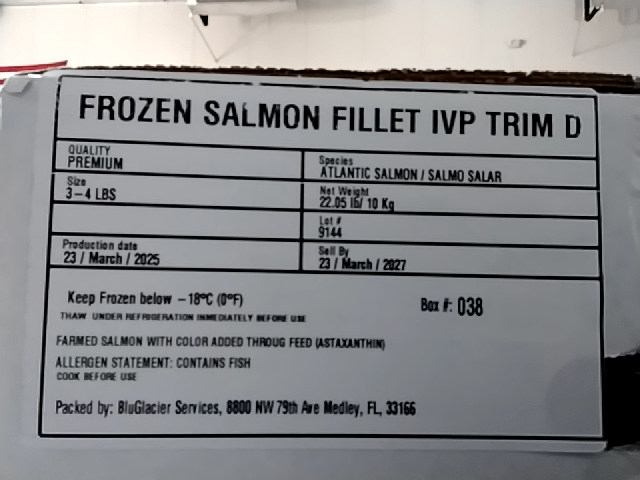 FROZEN SALMON FILLET IVP TRIM D
QUALITY
PREMIUM
Species
ATLANTIC SALMON / SALMO SALAR
Size
3-4 LBS
Net Weight
22.05 lb/ 10 Kg
Lot #
9144
Production date
23 / March / 2025
Sell By
23 / March / 2027
Keep Frozen below -18ºC (0ºF)
Box #: 038
THAW UNDER REFRIGERATION IMMEDIATELY BEFORE USE
FARMED SALMON WITH COLOR ADDED THROUG FEED (ASTAXANTHIN)
ALLERGEN STATEMENT: CONTAINS FISH
COOK BEFORE USE
Packed by: BluGlacier Services, 8800 NW 79th Ave Medley, FL, 33166